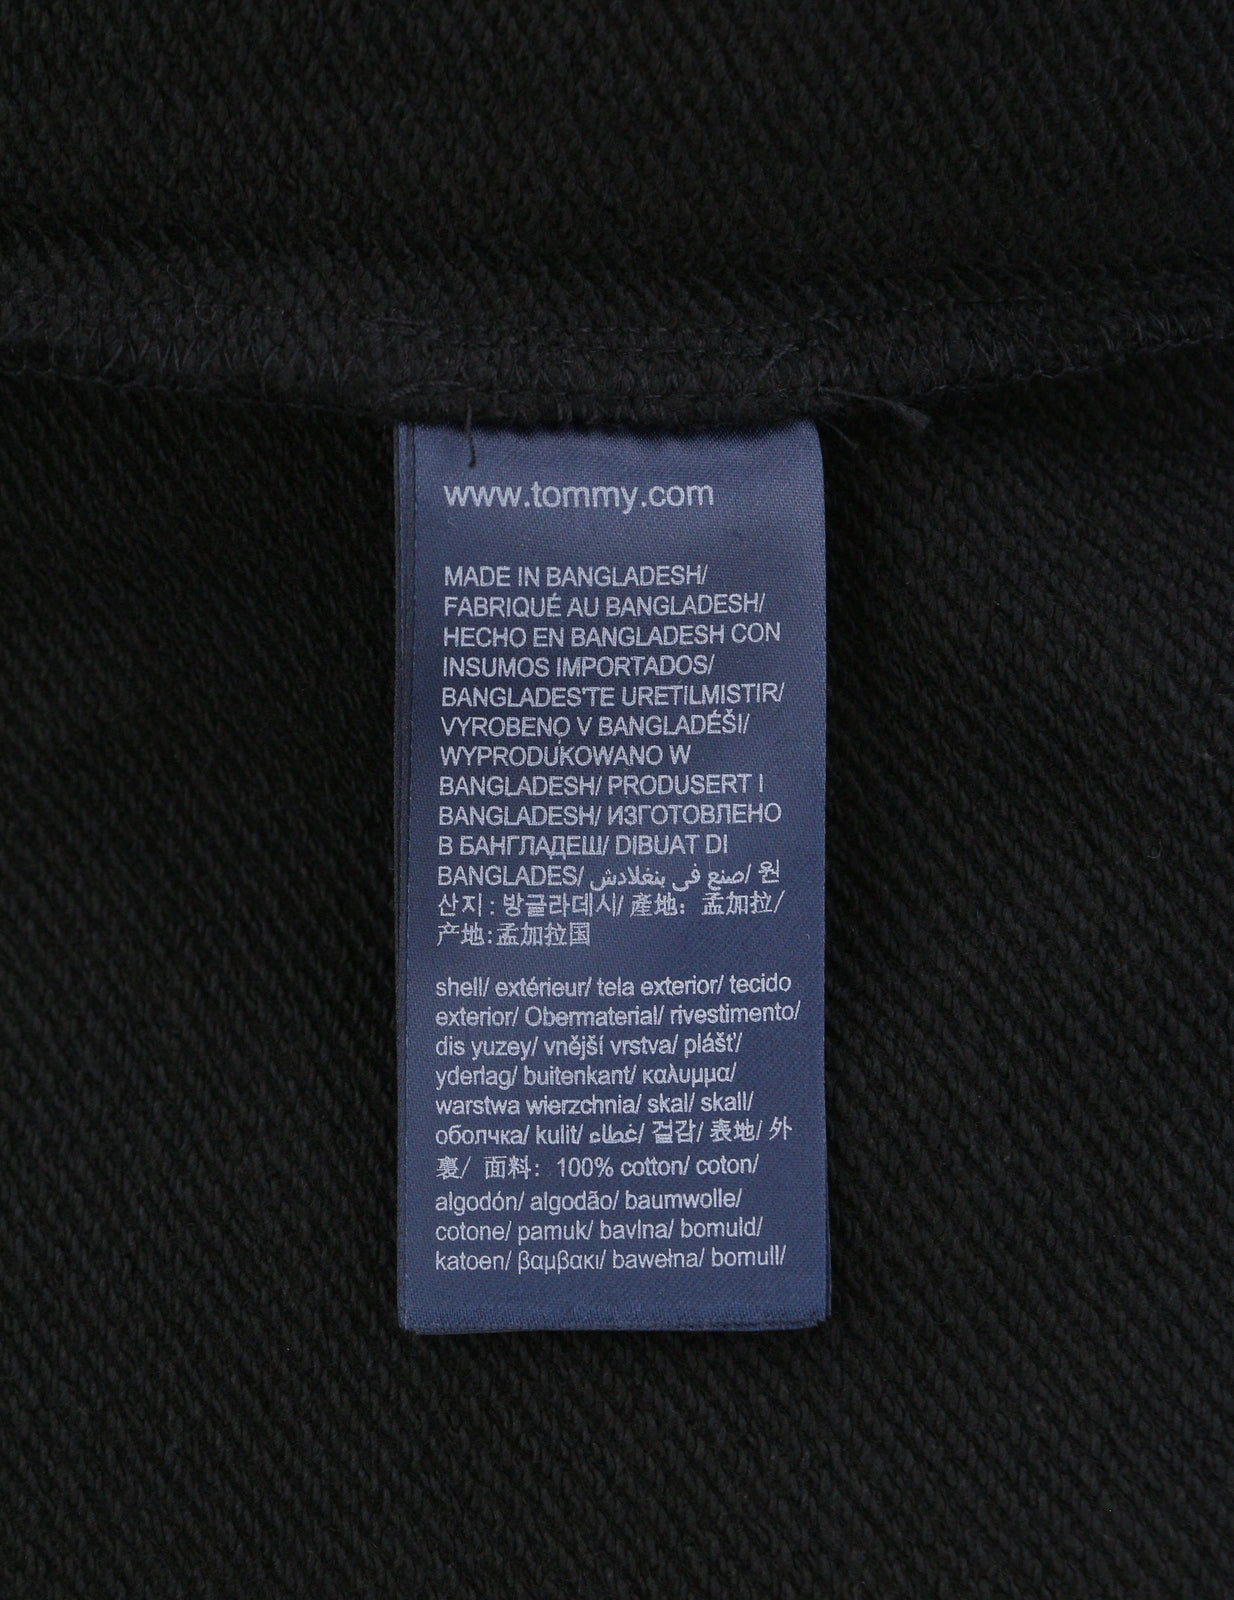 www.tommy.com
MADE IN BANGLADESH/
FABRIQUÉ AU BANGLADESH/
HECHO EN BANGLADESH CON
INSUMOS IMPORTADOS/
BANGLADES'TE URETILMISTIR/
VYROBENO V BANGLADÉŠI/
WYPRODUKOWANO W
BANGLADESH/ PRODUSERT I
BANGLADESH/ ИЗГОТОВЛЕНО
В БАНГЛАДЕШ/ DIBUAT DI
BANGLADES/ صنع في بنغلادش/ 원
산지 : 방글라데시/ 產地: 孟加拉/
产地:孟加拉国
shell/ extérieur/ tela exterior/ tecido
exterior/ Obermaterial/ rivestimento/
dis yuzey/ vnější vrstva/ plášť/
yderlag/ buitenkant/ καλυμμα/
warstwa wierzchnia/ skal/ skall/
оболчка/ kulit/ غطاء/ 겉감/ 表地/ 外
裏/ 面料: 100% cotton/ coton/
algodón/ algodão/ baumwolle/
cotone/ pamuk/ bavlna/ bomuld/
katoen/ βαμβακι/ bawełna/ bomull/